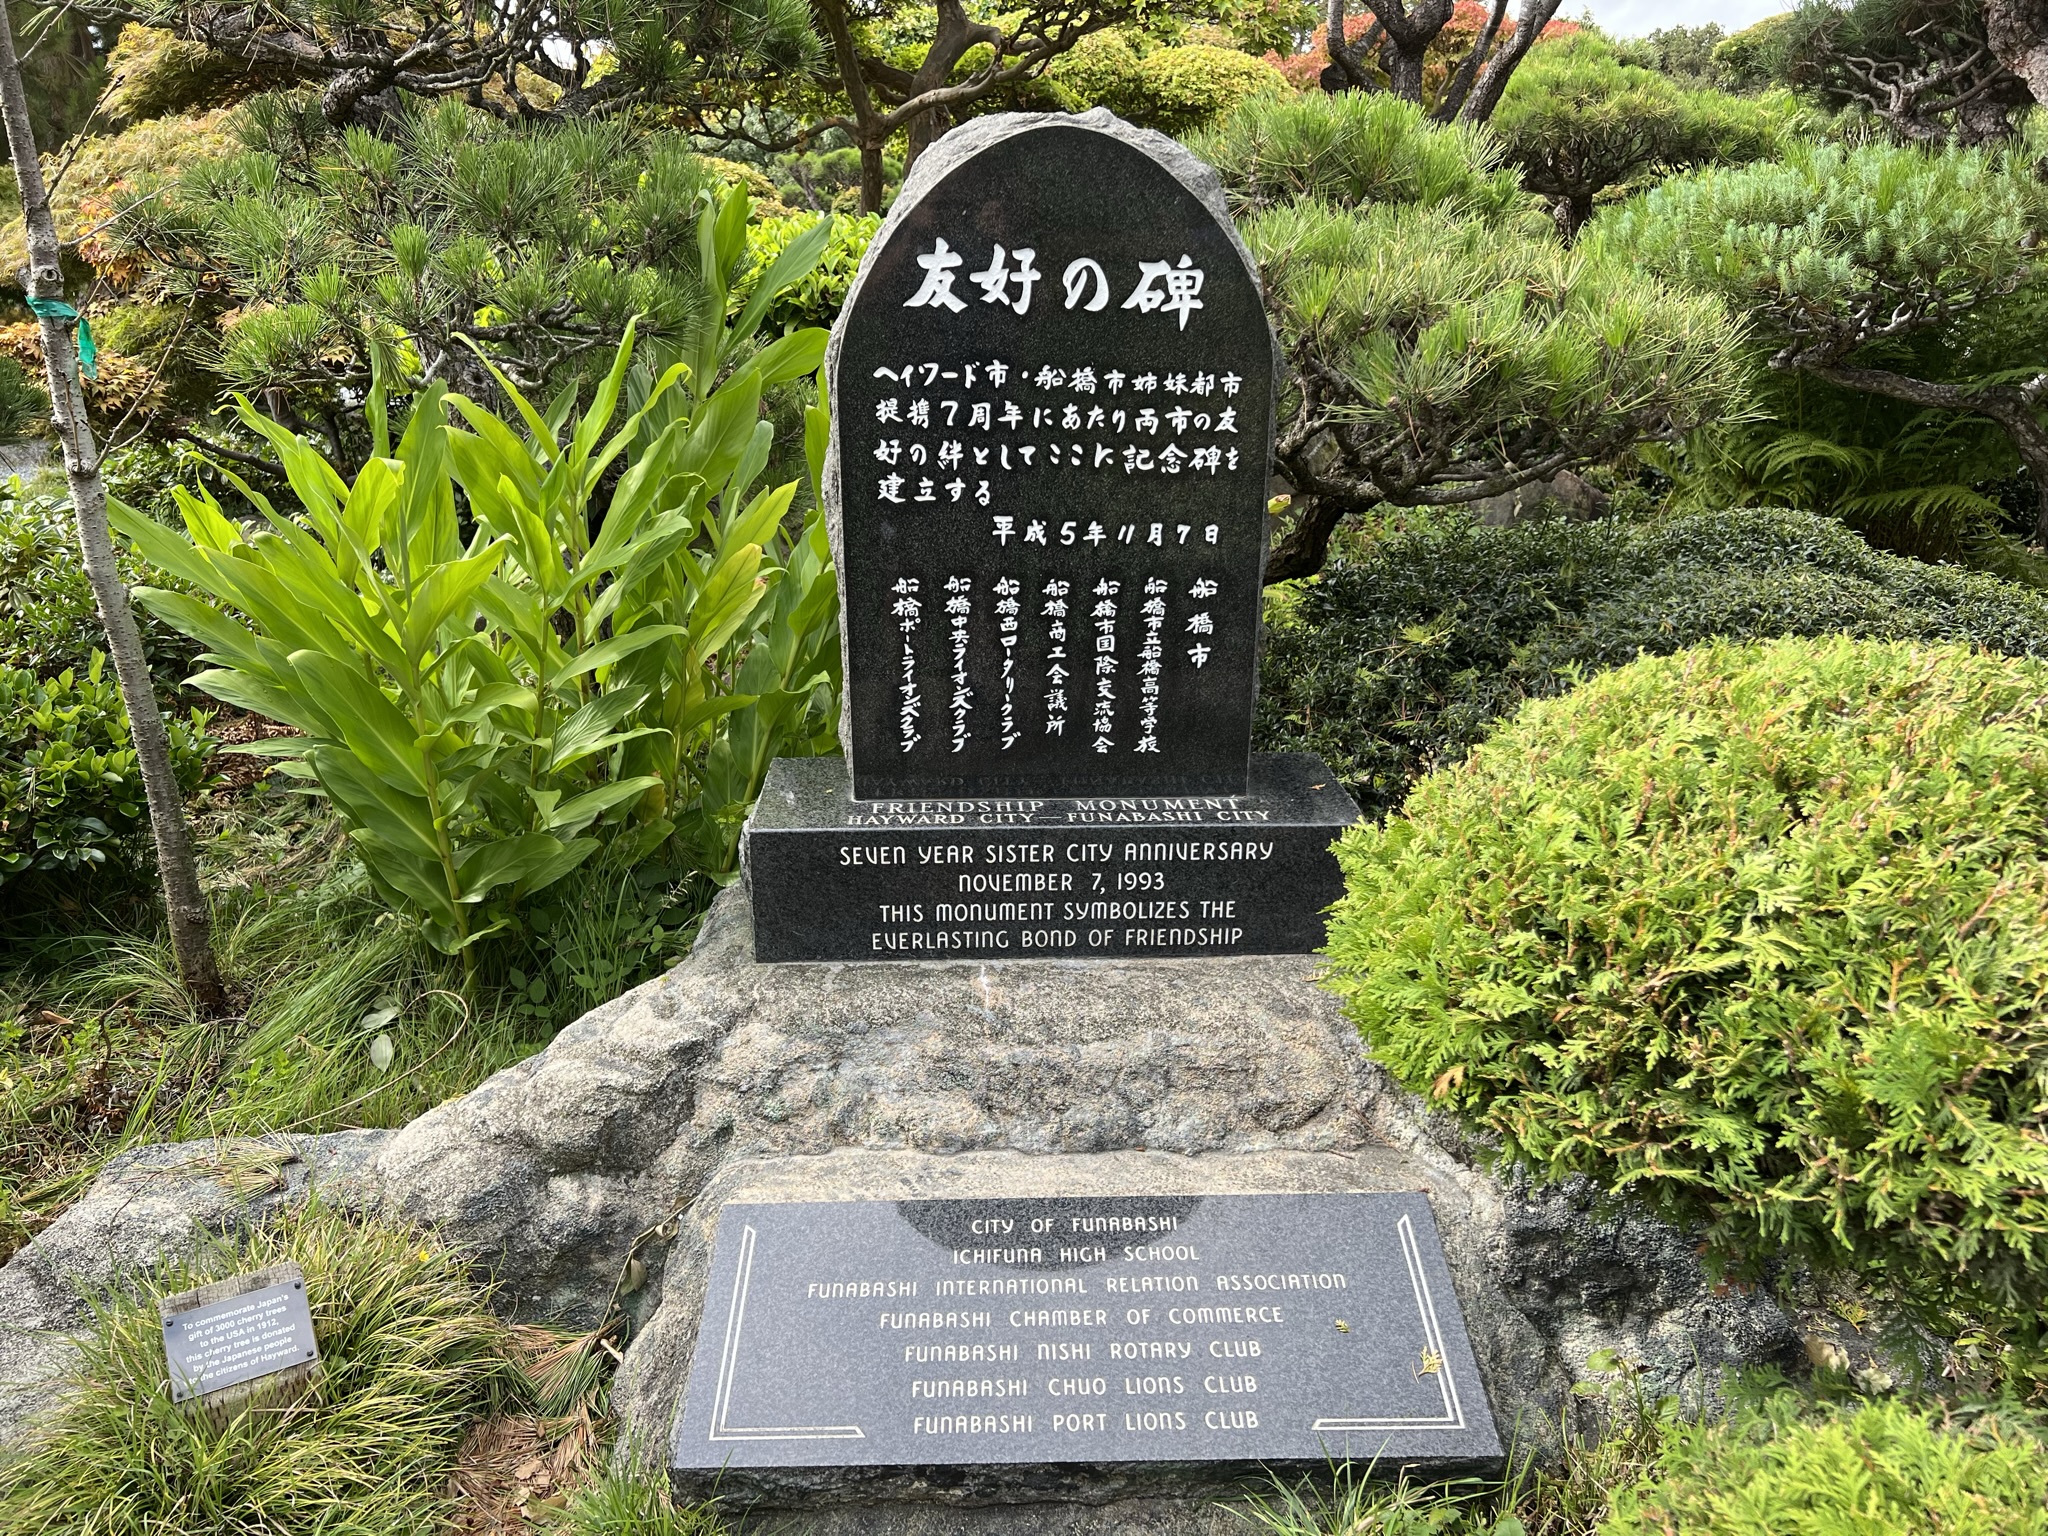 友好の碑
ヘイワード市・船橋市姉妹都市
提携7周年にあたり両市の友
好の絆としてここに記念碑を
建立する
平成5年11月7日
船橋市
船橋市立船橋高等学校
船橋市国際交流協会
船橋商工会議所
船橋西ロータリークラブ
船橋中央ライオンズクラブ
船橋ポートライオンズクラブ
FRIENDSHIP MONUMENT
HAYWARD CITY—FUNABASHI CITY
SEVEN YEAR SISTER CITY ANNIVERSARY
NOVEMBER 7, 1993
THIS MONUMENT SYMBOLIZES THE
EVERLASTING BOND OF FRIENDSHIP
CITY OF FUNABASHI
ICHIFUNA HIGH SCHOOL
FUNABASHI INTERNATIONAL RELATION ASSOCIATION
FUNABASHI CHAMBER OF COMMERCE
FUNABASHI NISHI ROTARY CLUB
FUNABASHI CHUO LIONS CLUB
FUNABASHI PORT LIONS CLUB
To commemorate Japan's
gift of 3000 cherry trees
to the USA in 1912,
this cherry tree is donated
by the Japanese people
to the citizens of Hayward.